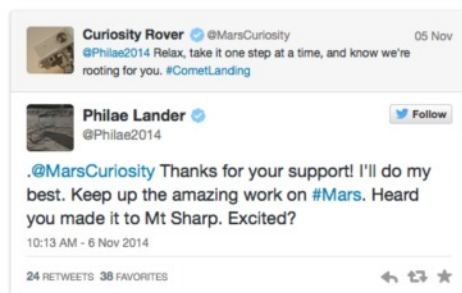 Curiosity Rover @MarsCuriosity 05 Nov
@Philae2014 Relax, take it one step at a time, and know we're
rooting for you. #CometLanding
Philae Lander Follow
@Philae2014
.@MarsCuriosity Thanks for your support! I'll do my
best. Keep up the amazing work on #Mars. Heard
you made it to Mt Sharp. Excited?
10:13 AM - 6 Nov 2014
24 RETWEETS 38 FAVORITES